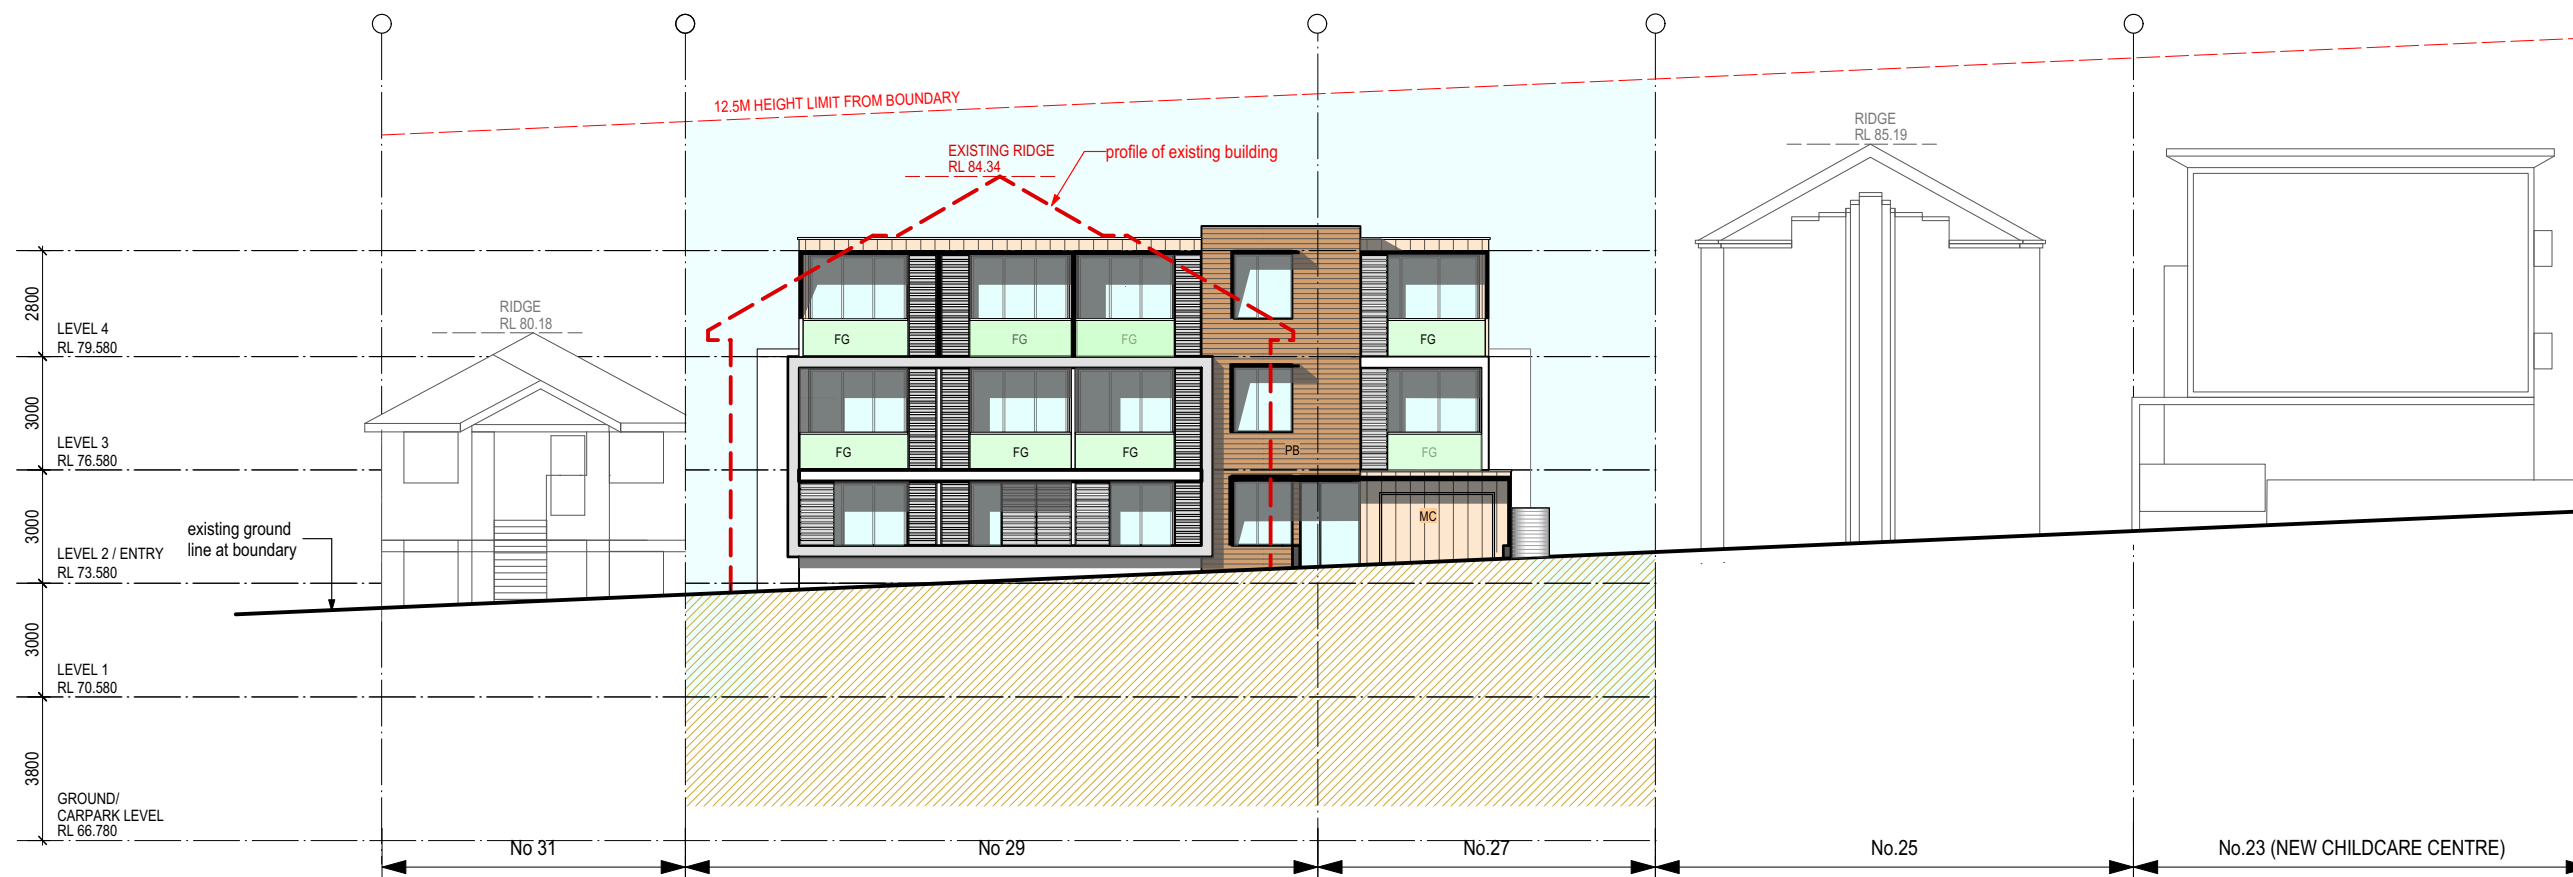 12.5M HEIGHT LIMIT FROM BOUNDARY
EXISTING RIDGE
RL 84.34
profile of existing building
RIDGE
RL 85.19
RIDGE
RL 80.18
2800
LEVEL 4
RL 79.580
3000
LEVEL 3
RL 76.580
3000
LEVEL 2 / ENTRY
RL 73.580
3000
LEVEL 1
RL 70.580
3800
GROUND/
CARPARK LEVEL
RL 66.780
existing ground
line at boundary
FG
FG
FG
FG
FG
FG
FG
PB
FG
MC
No 31
No 29
No.27
No.25
No.23 (NEW CHILDCARE CENTRE)